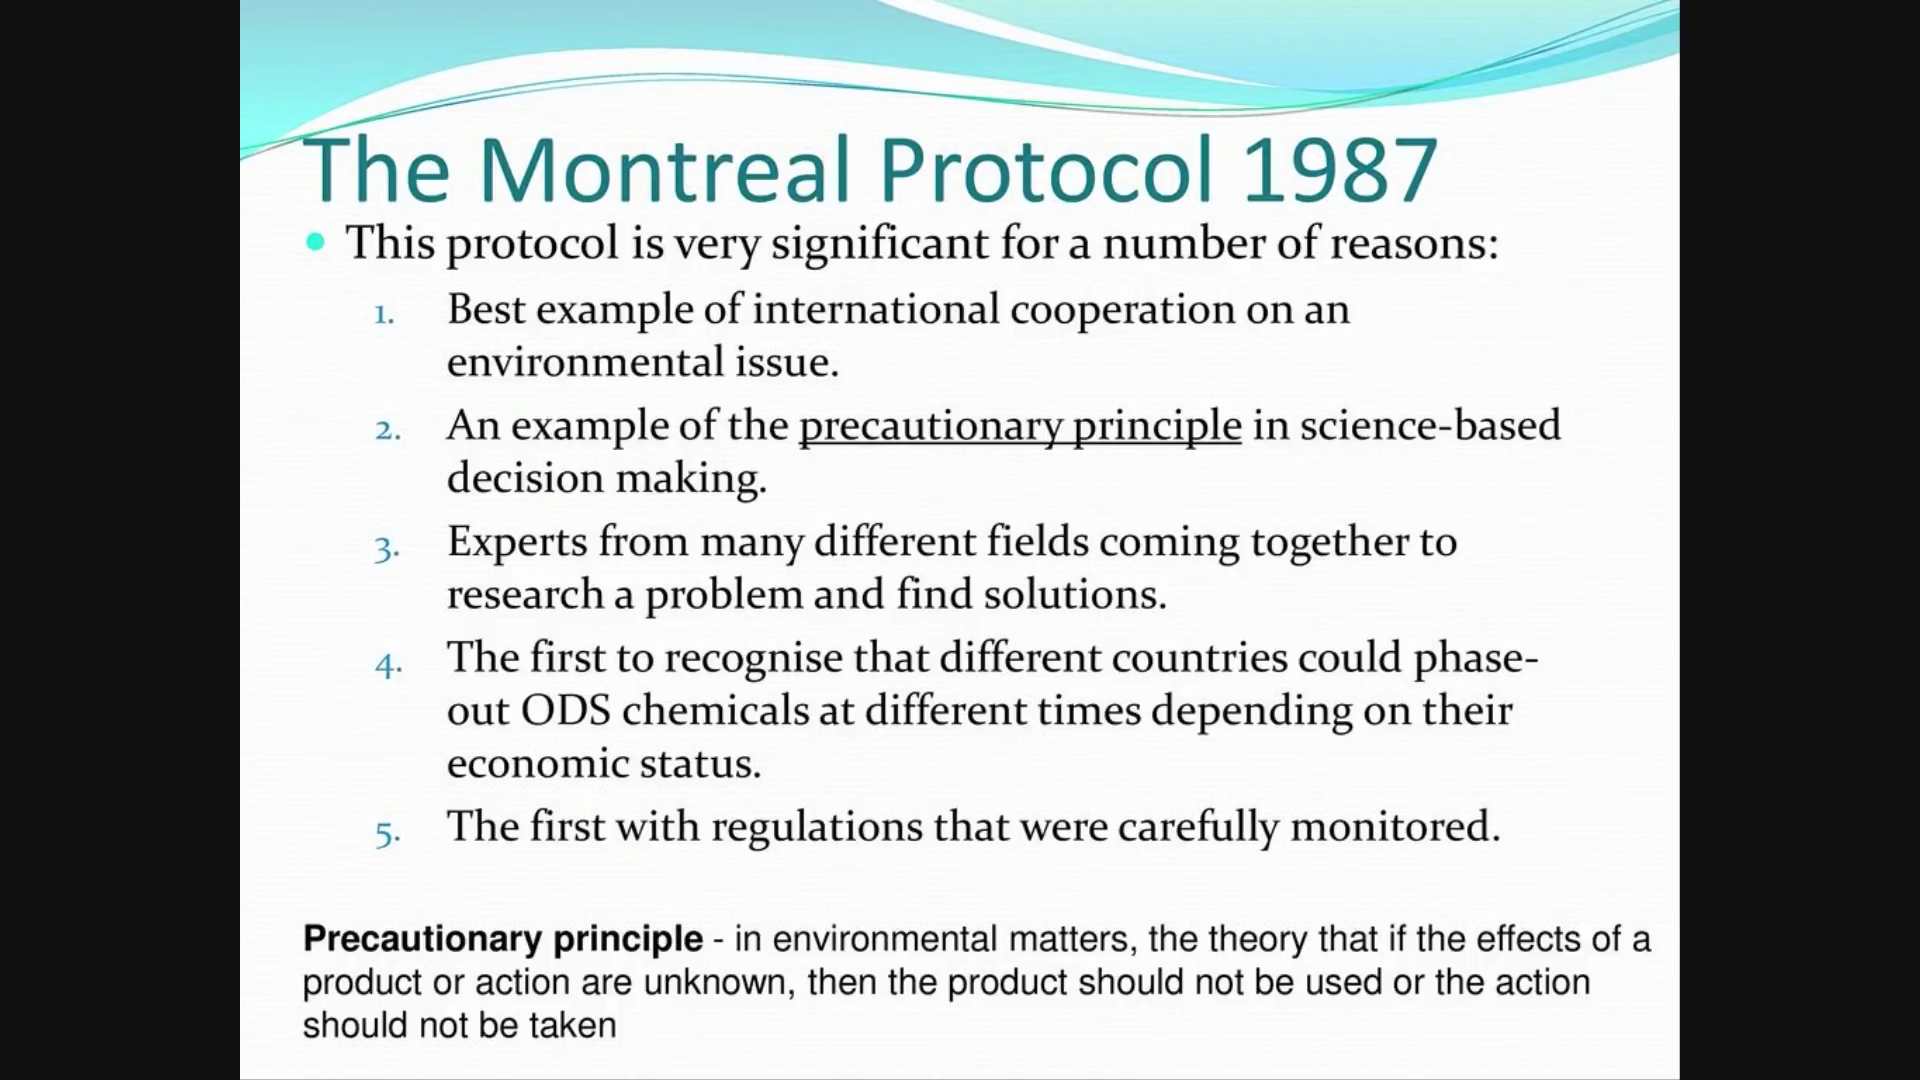 The Montreal Protocol 1987
• This protocol is very significant for a number of reasons:
1. Best example of international cooperation on an
environmental issue.
2. An example of the precautionary principle in science-based
decision making.
3. Experts from many different fields coming together to
research a problem and find solutions.
4. The first to recognise that different countries could phase-
out ODS chemicals at different times depending on their
economic status.
5. The first with regulations that were carefully monitored.
Precautionary principle - in environmental matters, the theory that if the effects of a
product or action are unknown, then the product should not be used or the action
should not be taken